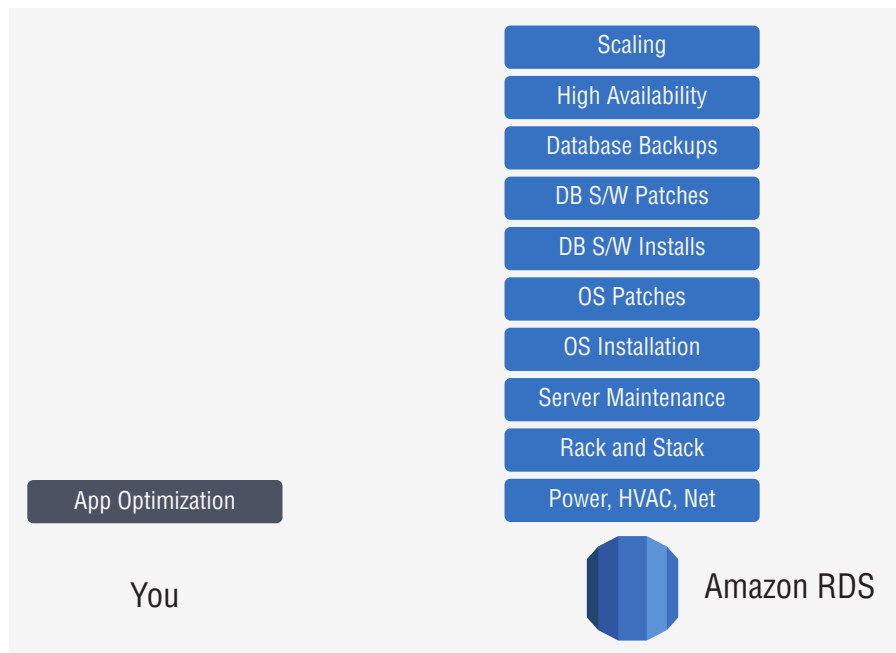 Scaling
High Availability
Database Backups
DB S/W Patches
DB S/W Installs
OS Patches
OS Installation
Server Maintenance
Rack and Stack
App Optimization
Power, HVAC, Net
You
Amazon RDS